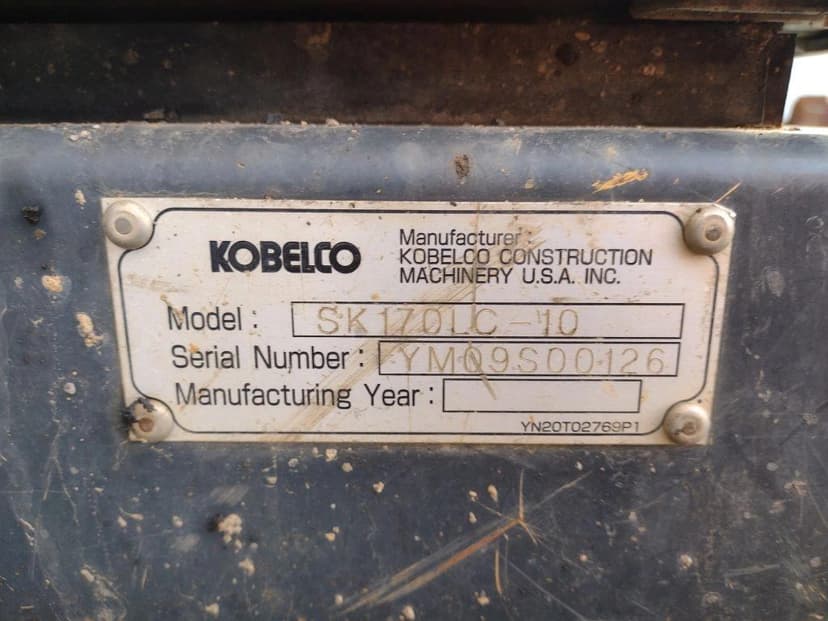 KOBELCO
Manufacturer:
KOBELCO CONSTRUCTION
MACHINERY U.S.A. INC.
Model : SK170LC-10
Serial Number : YM09S00126
Manufacturing Year :
YN20T02769P1